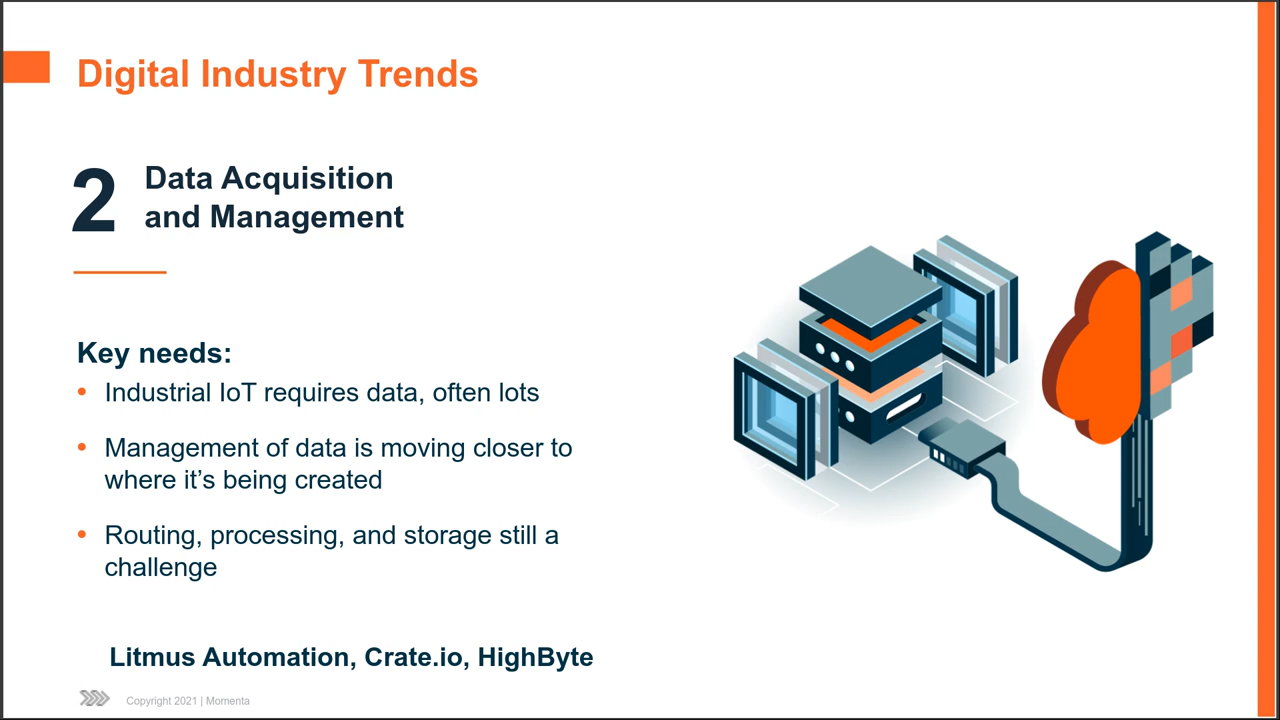 Digital Industry Trends
2
Data Acquisition
and Management
Key needs:
• Industrial IoT requires data, often lots
• Management of data is moving closer to
where it’s being created
• Routing, processing, and storage still a
challenge
Litmus Automation, Crate.io, HighByte
Copyright 2021 | Momenta